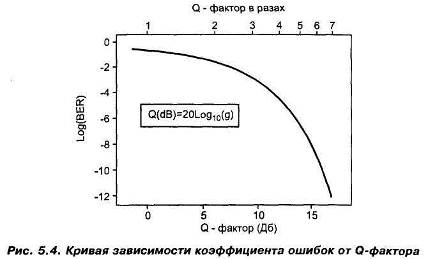 Q - фактор в разах
1 2 3 4 5 6 7
0
-2
-4
-6
-8
-10
-12
Log(BER)
Q(dB)=20Log10(g)
0 5 10 15
Q - фактор (Дб)
Рис. 5.4. Кривая зависимости коэффициента ошибок от Q-фактора